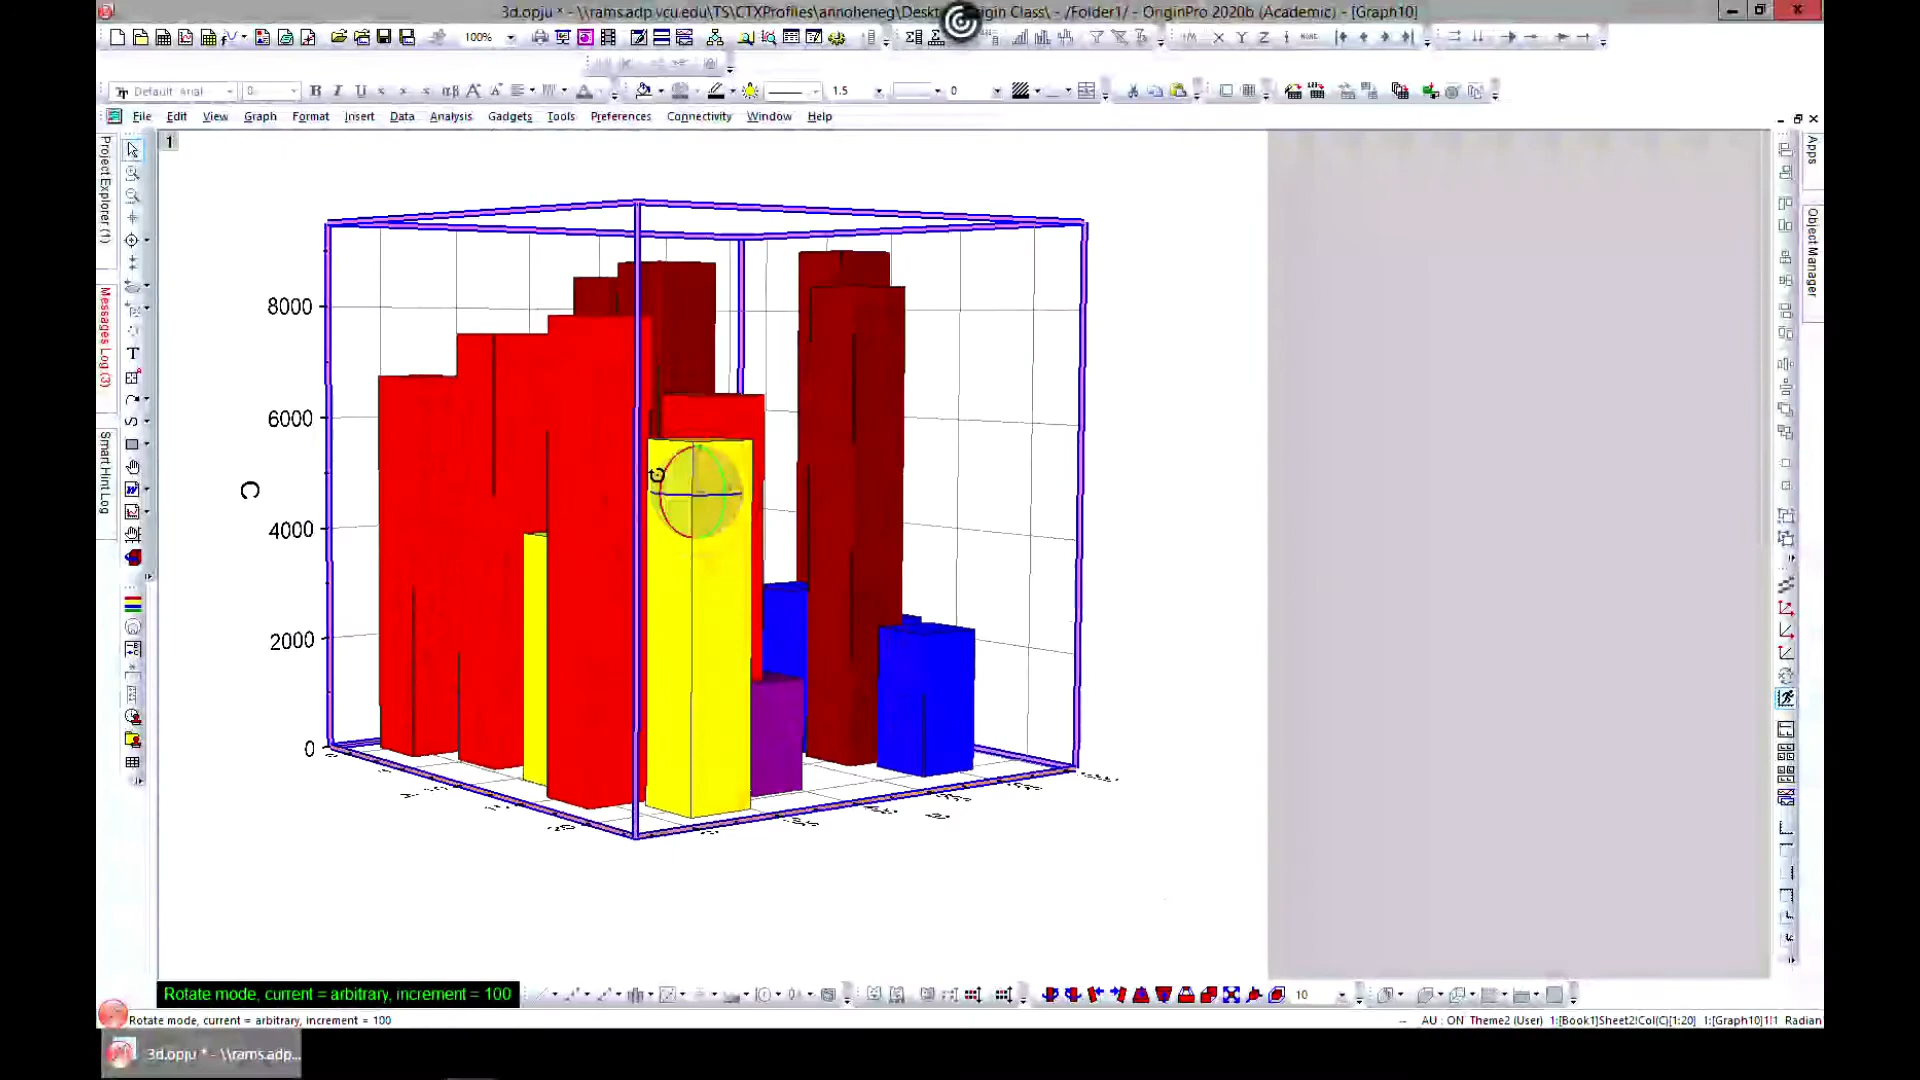 3d.opju * - \\rams.adp.vcu.edu\TS\CTXProfiles\annoheneg\Deskt Origin Class\ - /Folder1/ - OriginPro 2020b (Academic) - [Graph10]
100%
Default: Arial 0 B I U 1.5 0
File Edit View Graph Format Insert Data Analysis Gadgets Tools Preferences Connectivity Window Help
1
Project Explorer (1)
Messages Log (3)
Smart Hint Log
Apps
Object Manager
8000
6000
4000
2000
0
C
Rotate mode, current = arbitrary, increment = 100
10
Rotate mode, current = arbitrary, increment = 100
-- AU : ON Theme2 (User) 1:[Book1]Sheet2!Col(C)[1:20] 1:[Graph10]1!1 Radian
3d.opju * - \\rams.adp...